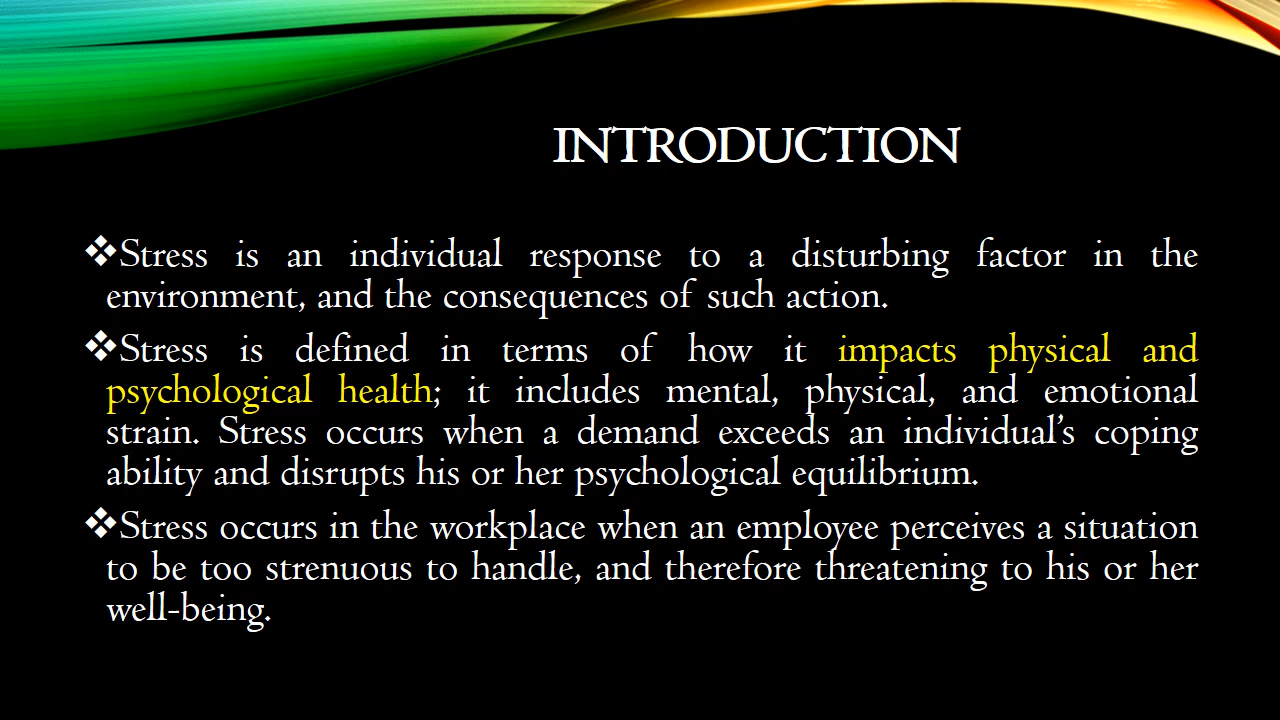 INTRODUCTION
❖Stress is an individual response to a disturbing factor in the
environment, and the consequences of such action.
❖Stress is defined in terms of how it impacts physical and
psychological health; it includes mental, physical, and emotional
strain. Stress occurs when a demand exceeds an individual’s coping
ability and disrupts his or her psychological equilibrium.
❖Stress occurs in the workplace when an employee perceives a situation
to be too strenuous to handle, and therefore threatening to his or her
well-being.